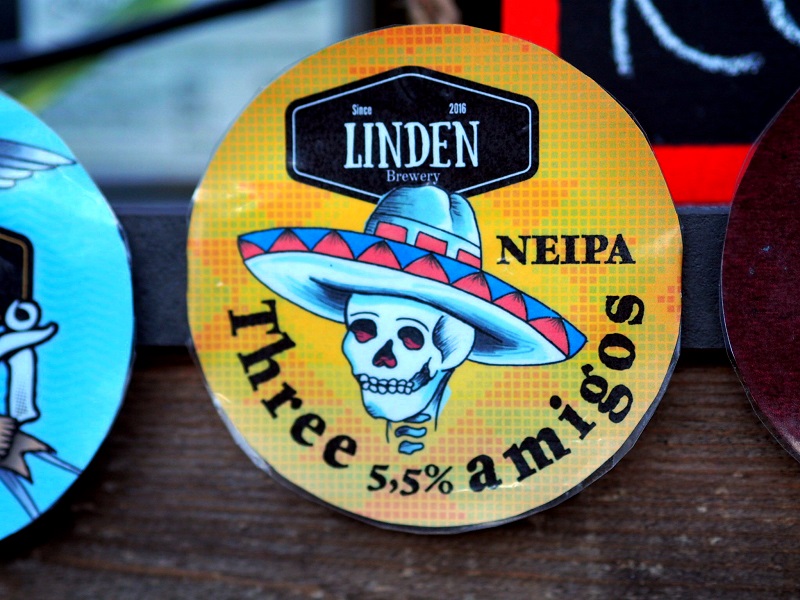 Since 2016
LINDEN
Brewery
NEIPA
Three amigos
5,5%